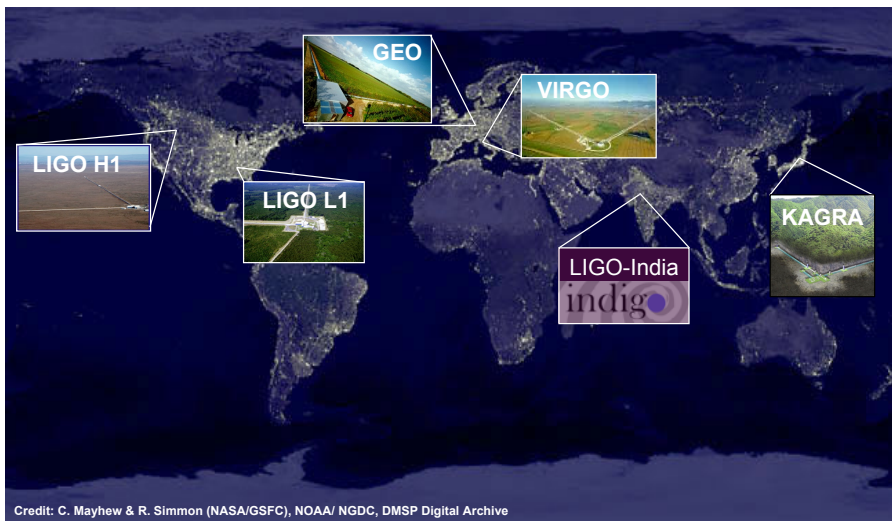 GEO
VIRGO
LIGO H1
LIGO L1
KAGRA
LIGO-India
indigo
Credit: C. Mayhew & R. Simmon (NASA/GSFC), NOAA/ NGDC, DMSP Digital Archive